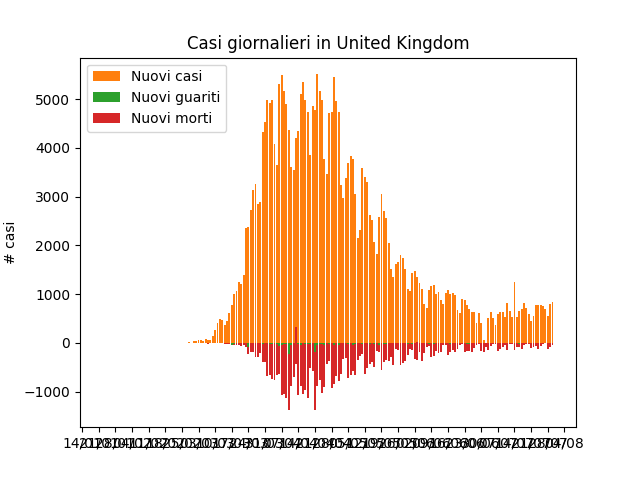 Casi giornalieri in United Kingdom
Nuovi casi
Nuovi guariti
Nuovi morti
# casi
5000
4000
3000
2000
1000
0
−1000